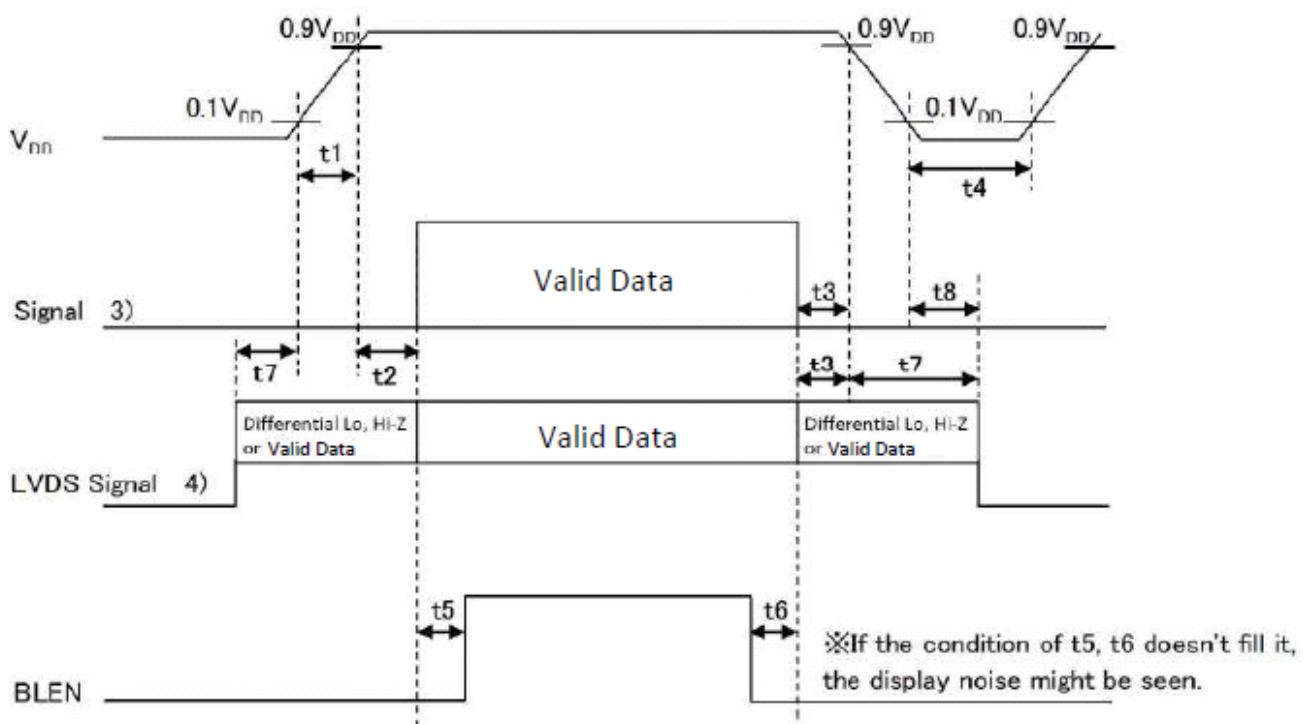 0.9VDD
0.9VDD
0.9VDD
0.1VDD
0.1VDD
VDD
t1
t4
Valid Data
t3
t8
Signal 3)
t7
t2
t3
t7
Differential Lo, Hi-Z
or Valid Data
Valid Data
Differential Lo, Hi-Z
or Valid Data
LVDS Signal 4)
t5
t6
※If the condition of t5, t6 doesn't fill it,
the display noise might be seen.
BLEN